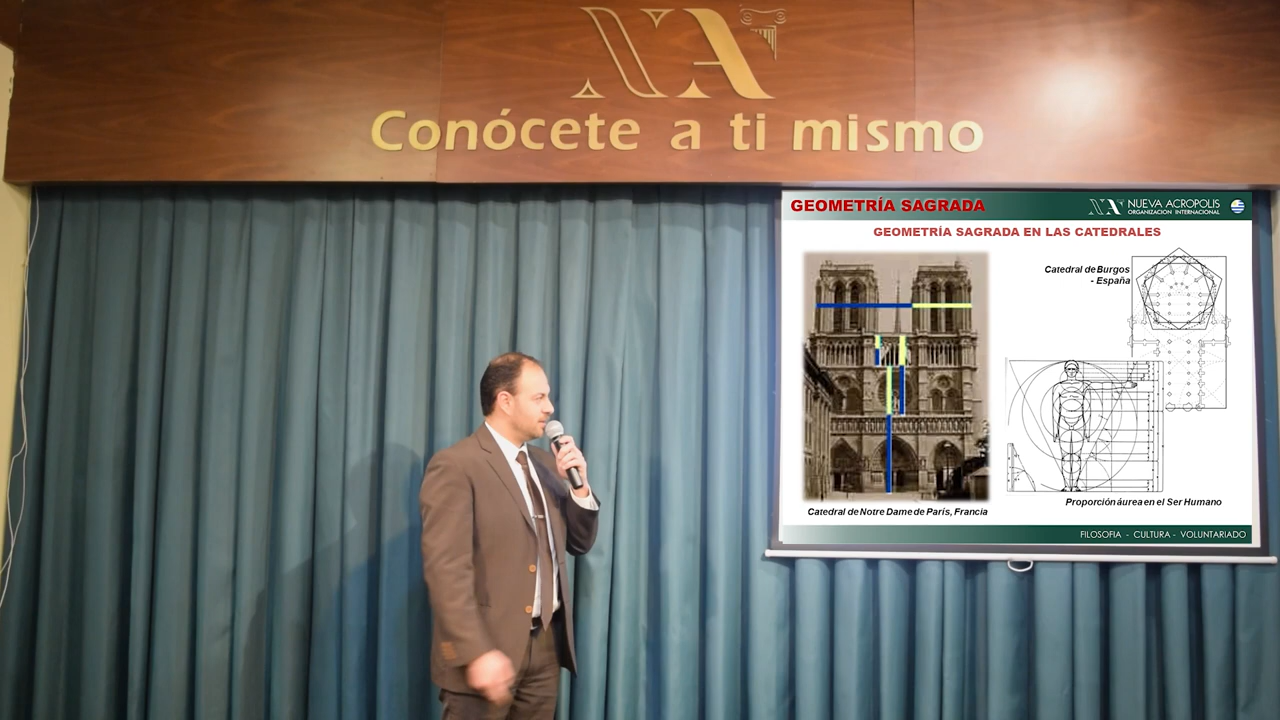 NA
Conócete a ti mismo
GEOMETRÍA SAGRADA
NUEVA ACROPOLIS
ORGANIZACION INTERNACIONAL
GEOMETRÍA SAGRADA EN LAS CATEDRALES
Catedral de Burgos
- España
Proporción áurea en el Ser Humano
Catedral de Notre Dame de París, Francia
FILOSOFIA - CULTURA - VOLUNTARIADO